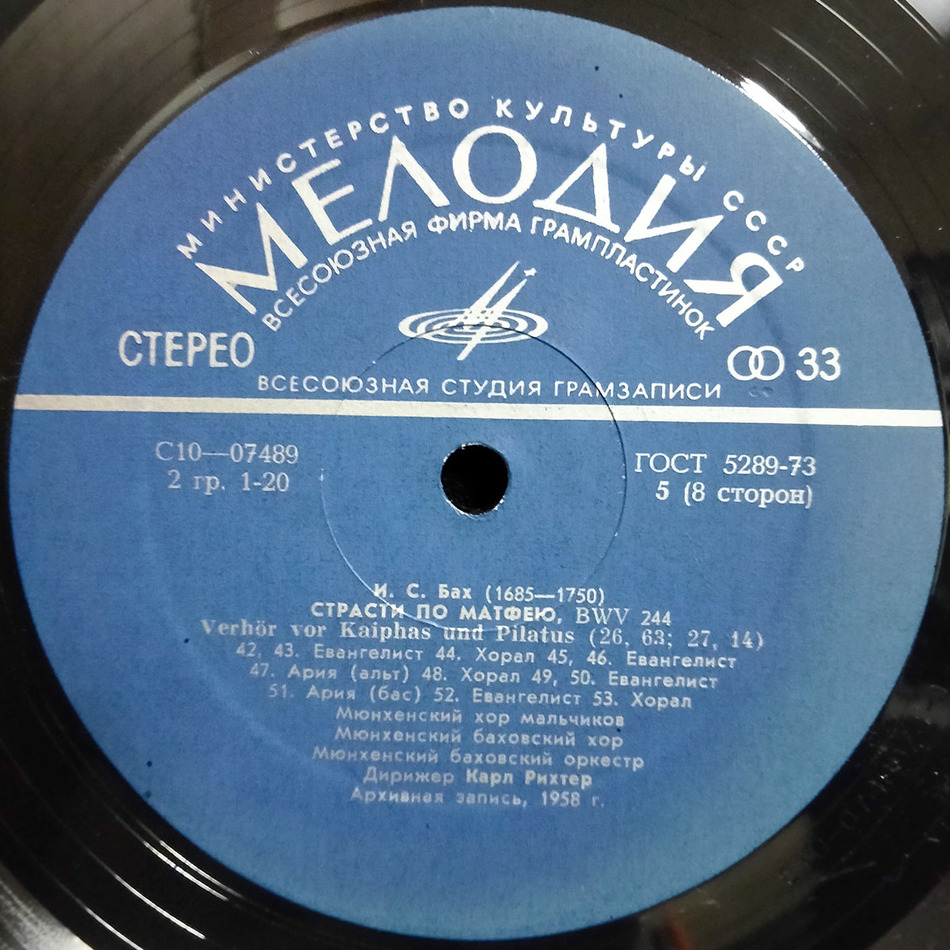 МИНИСТЕРСТВО КУЛЬТУРЫ СССР
МЕЛОДИЯ
ВСЕСОЮЗНАЯ ФИРМА ГРАМПЛАСТИНОК
СТЕРЕО
33
ВСЕСОЮЗНАЯ СТУДИЯ ГРАМЗАПИСИ
С10—07489
2 гр. 1-20
ГОСТ 5289-73
5 (8 сторон)
И. С. Бах (1685—1750)
СТРАСТИ ПО МАТФЕЮ, BWV 244
Verhör vor Kaiphas und Pilatus (26, 63; 27, 14)
42, 43. Евангелист 44. Хорал 45, 46. Евангелист
47. Ария (альт) 48. Хорал 49, 50. Евангелист
51. Ария (бас) 52. Евангелист 53. Хорал
Мюнхенский хор мальчиков
Мюнхенский баховский хор
Мюнхенский баховский оркестр
Дирижер Карл Рихтер
Архивная запись, 1958 г.